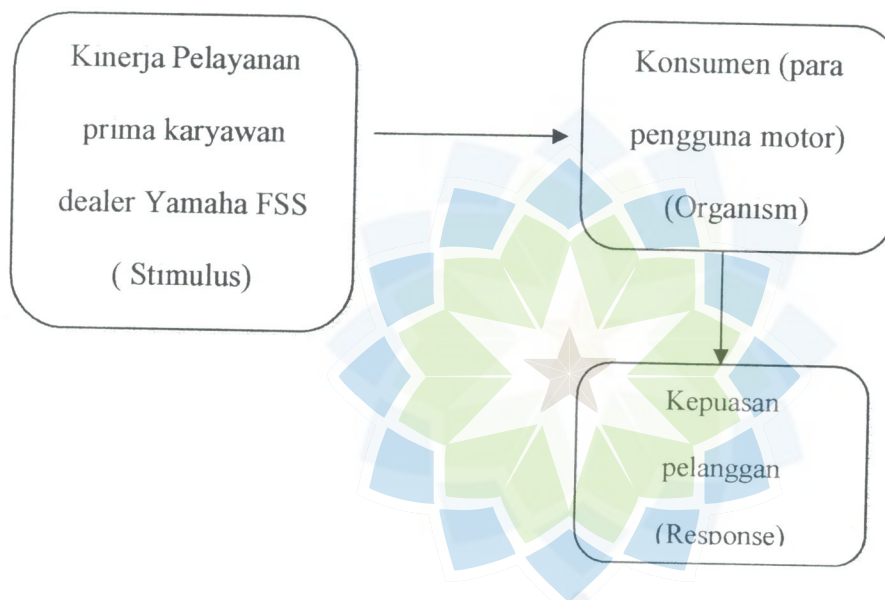 Kinerja Pelayanan
prima karyawan
dealer Yamaha FSS
( Stimulus)
Konsumen (para
pengguna motor)
(Organism)
Kepuasan
pelanggan
(Response)